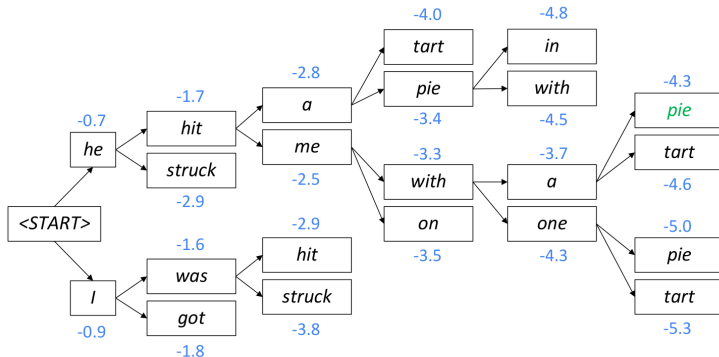 -4.0 -4.8
tart in
-2.8 -4.3
-1.7 a pie with pie
-0.7 hit -3.4 -4.5
he me -3.3 -3.7 tart
struck -2.5 with a -4.6
-2.9
<START> -2.9 on one -5.0
-1.6 hit -3.5 -4.3 pie
was
I struck tart
-0.9 got -3.8 -5.3
-1.8